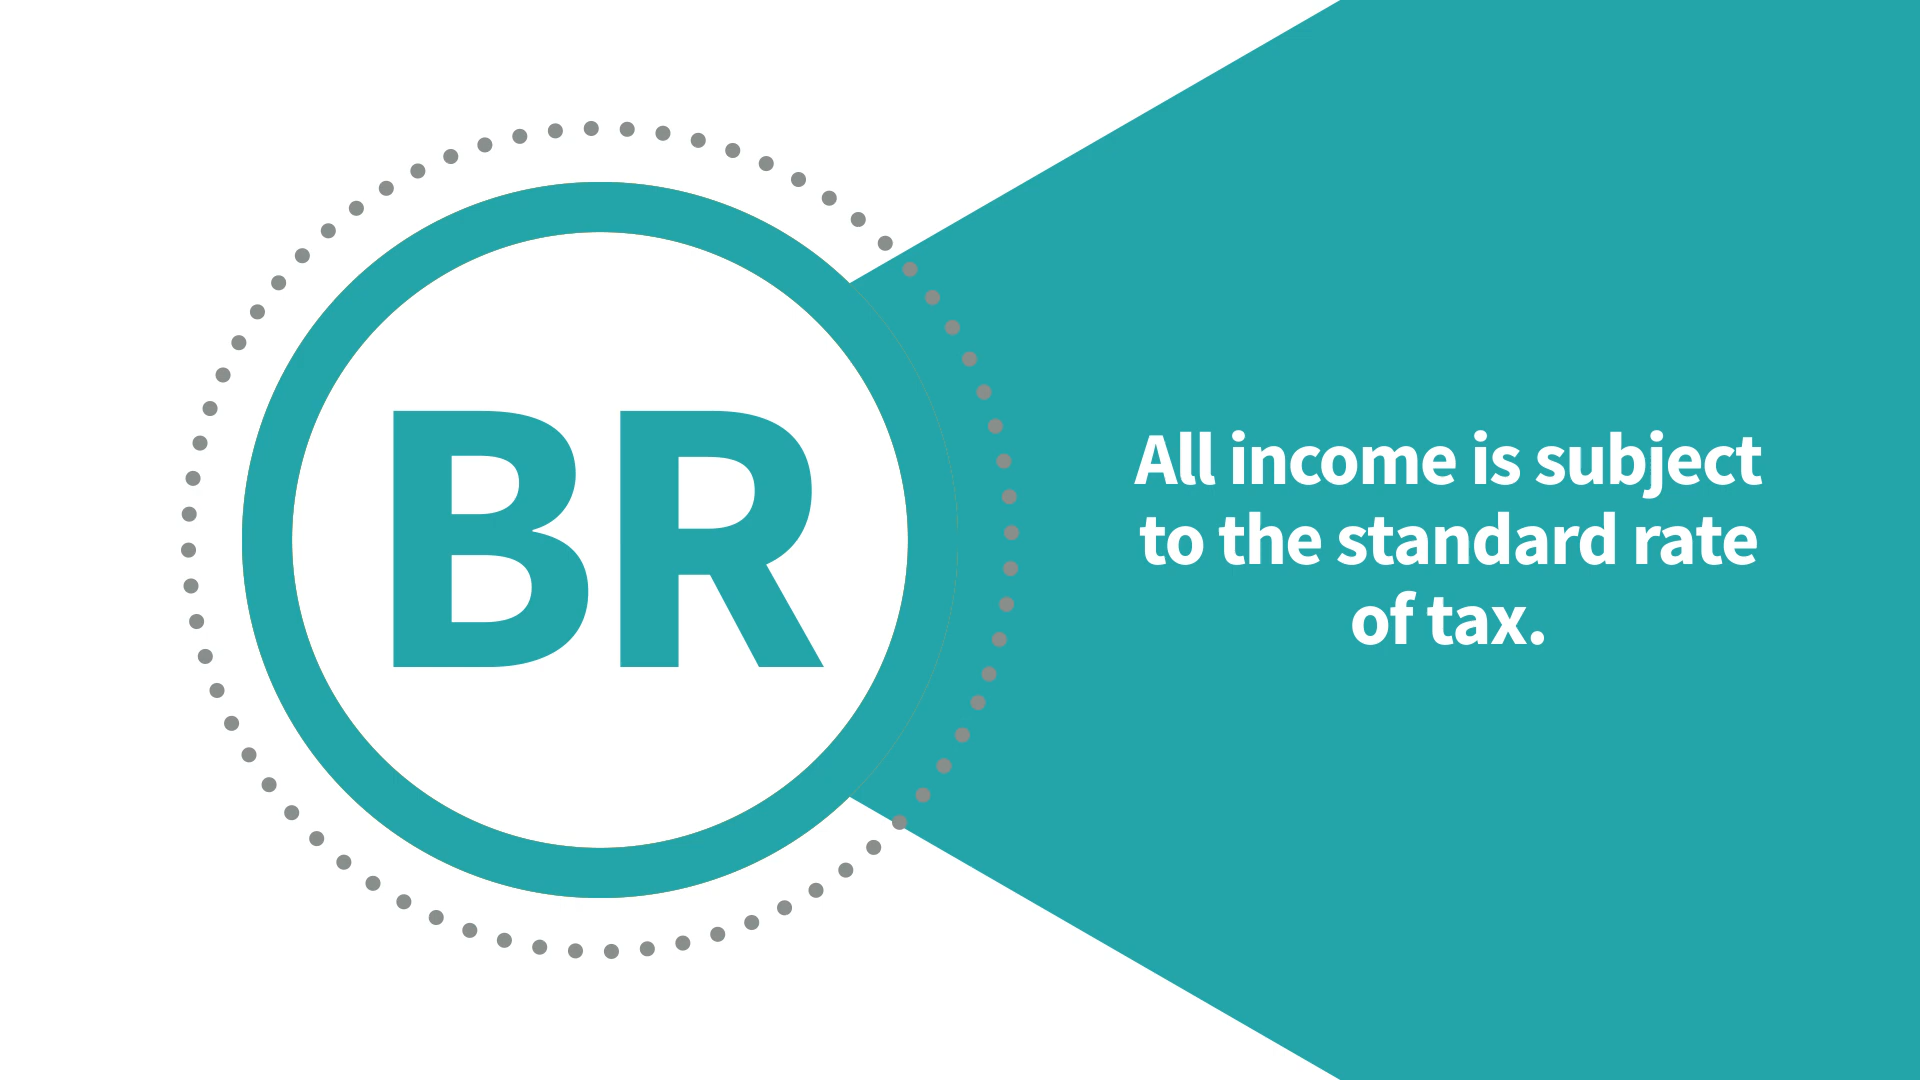 BR
All income is subject
to the standard rate
of tax.